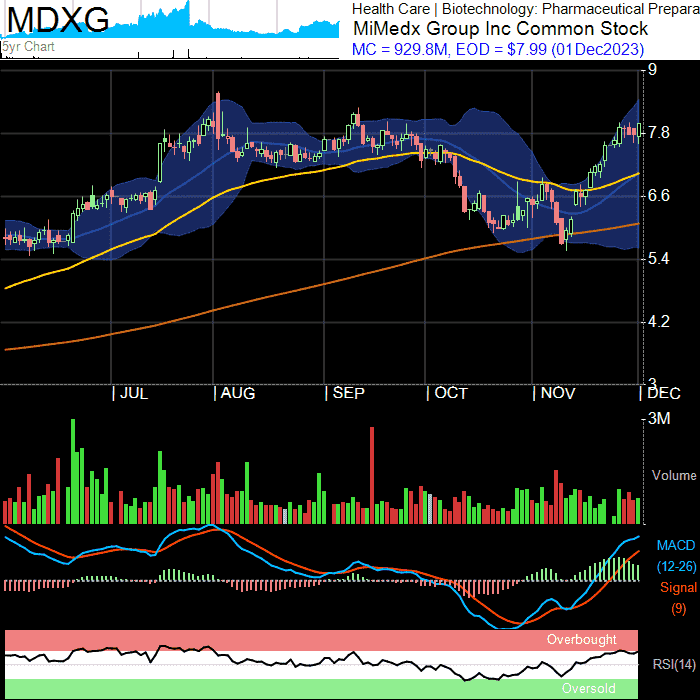 MDXG
5yr Chart
Health Care | Biotechnology: Pharmaceutical Prepara
MiMedx Group Inc Common Stock
MC = 929.8M, EOD = $7.99 (01Dec2023)
9
7.8
6.6
5.4
4.2
3
JUL AUG SEP OCT NOV DEC
3M
Volume
MACD
(12-26)
Signal
(9)
Overbought
RSI(14)
Oversold